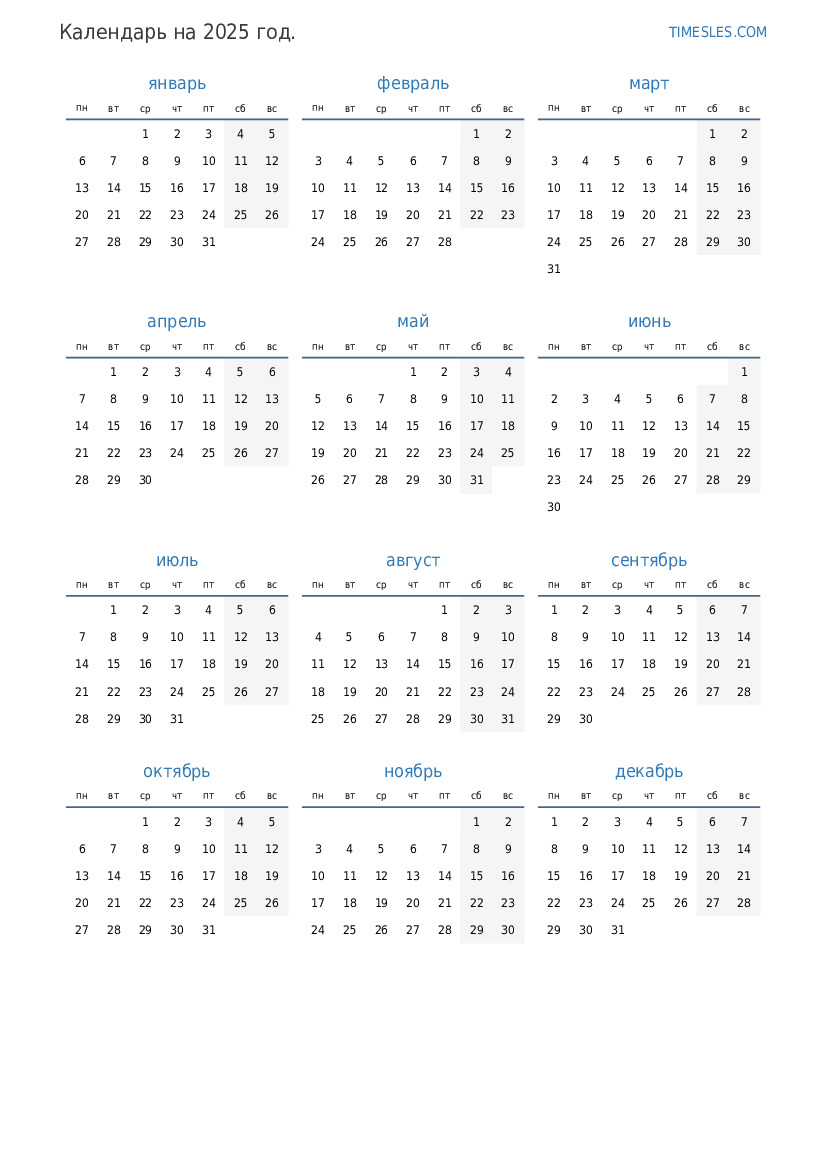 Календарь на 2025 год. TIMESLES.COM
январь февраль март
пн вт ср чт пт сб вс пн вт ср чт пт сб вс пн вт ср чт пт сб вс
1 2 3 4 5 1 2 1 2
6 7 8 9 10 11 12 3 4 5 6 7 8 9 3 4 5 6 7 8 9
13 14 15 16 17 18 19 10 11 12 13 14 15 16 10 11 12 13 14 15 16
20 21 22 23 24 25 26 17 18 19 20 21 22 23 17 18 19 20 21 22 23
27 28 29 30 31 24 25 26 27 28 24 25 26 27 28 29 30
31
апрель май июнь
пн вт ср чт пт сб вс пн вт ср чт пт сб вс пн вт ср чт пт сб вс
1 2 3 4 5 6 1 2 3 4 1
7 8 9 10 11 12 13 5 6 7 8 9 10 11 2 3 4 5 6 7 8
14 15 16 17 18 19 20 12 13 14 15 16 17 18 9 10 11 12 13 14 15
21 22 23 24 25 26 27 19 20 21 22 23 24 25 16 17 18 19 20 21 22
28 29 30 26 27 28 29 30 31 23 24 25 26 27 28 29
30
июль август сентябрь
пн вт ср чт пт сб вс пн вт ср чт пт сб вс пн вт ср чт пт сб вс
1 2 3 4 5 6 1 2 3 1 2 3 4 5 6 7
7 8 9 10 11 12 13 4 5 6 7 8 9 10 8 9 10 11 12 13 14
14 15 16 17 18 19 20 11 12 13 14 15 16 17 15 16 17 18 19 20 21
21 22 23 24 25 26 27 18 19 20 21 22 23 24 22 23 24 25 26 27 28
28 29 30 31 25 26 27 28 29 30 31 29 30
октябрь ноябрь декабрь
пн вт ср чт пт сб вс пн вт ср чт пт сб вс пн вт ср чт пт сб вс
1 2 3 4 5 1 2 1 2 3 4 5 6 7
6 7 8 9 10 11 12 3 4 5 6 7 8 9 8 9 10 11 12 13 14
13 14 15 16 17 18 19 10 11 12 13 14 15 16 15 16 17 18 19 20 21
20 21 22 23 24 25 26 17 18 19 20 21 22 23 22 23 24 25 26 27 28
27 28 29 30 31 24 25 26 27 28 29 30 29 30 31